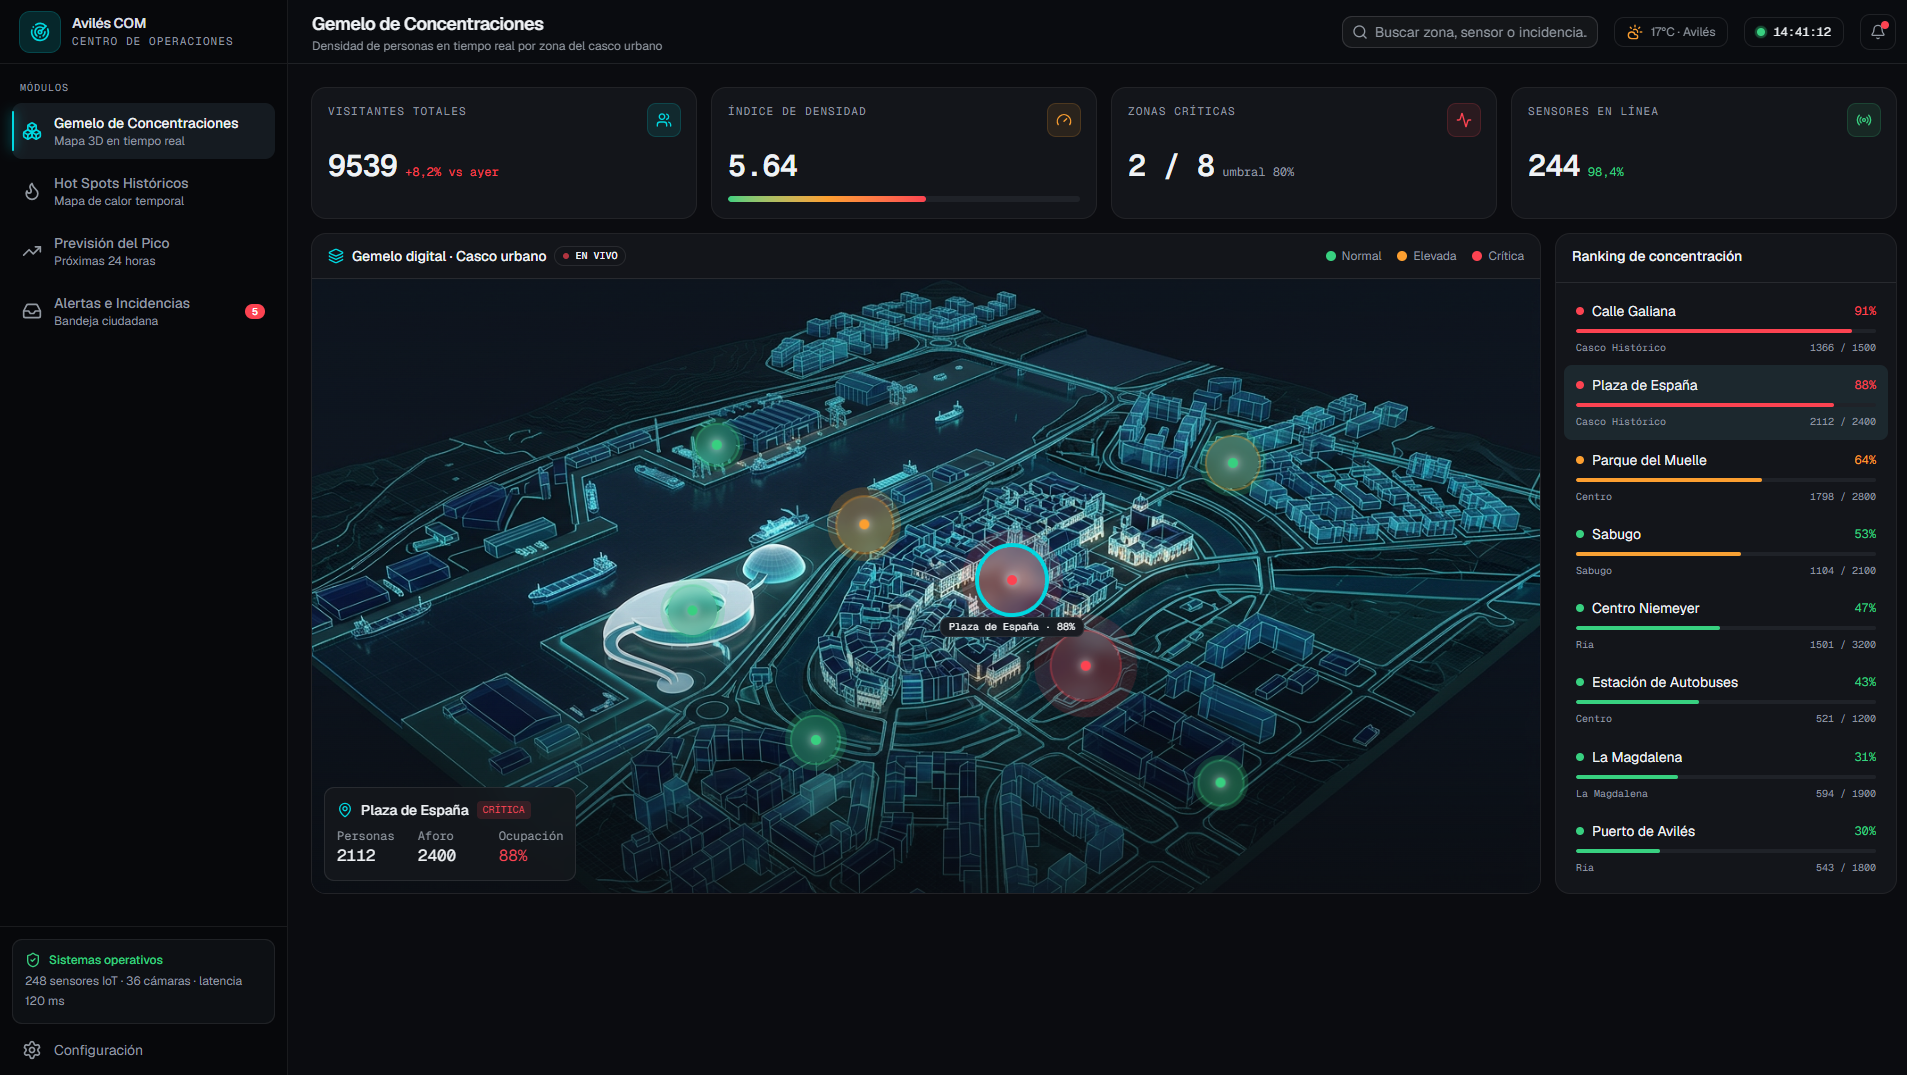 Avilés COM
CENTRO DE OPERACIONES
MÓDULOS
Gemelo de Concentraciones
Mapa 3D en tiempo real
Hot Spots Históricos
Mapa de calor temporal
Previsión del Pico
Próximas 24 horas
Alertas e Incidencias
Bandeja ciudadana
5
Sistemas operativos
248 sensores IoT · 36 cámaras · latencia
120 ms
Configuración
Gemelo de Concentraciones
Densidad de personas en tiempo real por zona del casco urbano
Buscar zona, sensor o incidencia.
17°C · Avilés
14:41:12
VISITANTES TOTALES
9539 +8,2% vs ayer
ÍNDICE DE DENSIDAD
5.64
ZONAS CRÍTICAS
2 / 8 umbral 80%
SENSORES EN LÍNEA
244 98,4%
Gemelo digital · Casco urbano
EN VIVO
Normal
Elevada
Crítica
Plaza de España · 88%
Plaza de España CRÍTICA
Personas Aforo Ocupación
2112 2400 88%
Ranking de concentración
Calle Galiana 91%
Casco Histórico 1366 / 1500
Plaza de España 88%
Casco Histórico 2112 / 2400
Parque del Muelle 64%
Centro 1798 / 2800
Sabugo 53%
Sabugo 1104 / 2100
Centro Niemeyer 47%
Ría 1501 / 3200
Estación de Autobuses 43%
Centro 521 / 1200
La Magdalena 31%
La Magdalena 594 / 1900
Puerto de Avilés 30%
Ría 543 / 1800